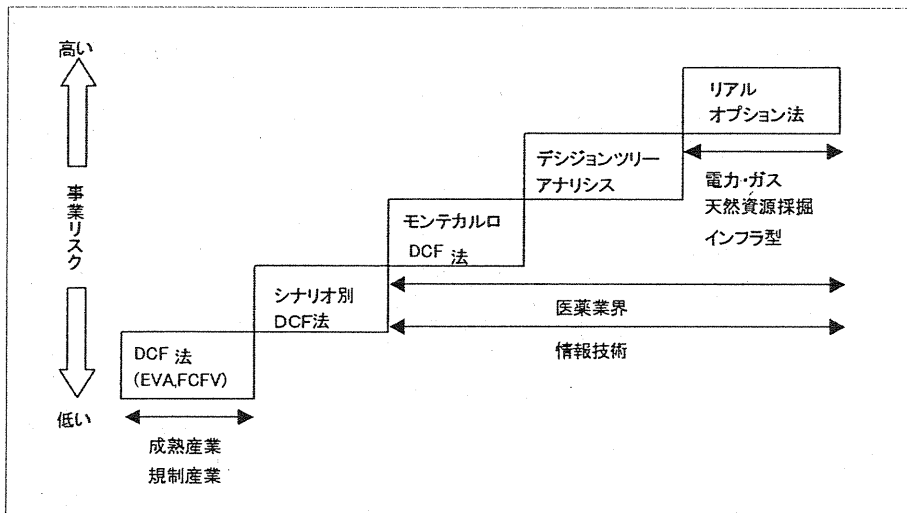 高い
事業リスク
低い
リアル
オプション法
デシジョンツリー
アナリシス
電力・ガス
天然資源採掘
インフラ型
モンテカルロ
DCF 法
シナリオ別
DCF法
医薬業界
情報技術
DCF 法
(EVA,FCFV)
成熟産業
規制産業